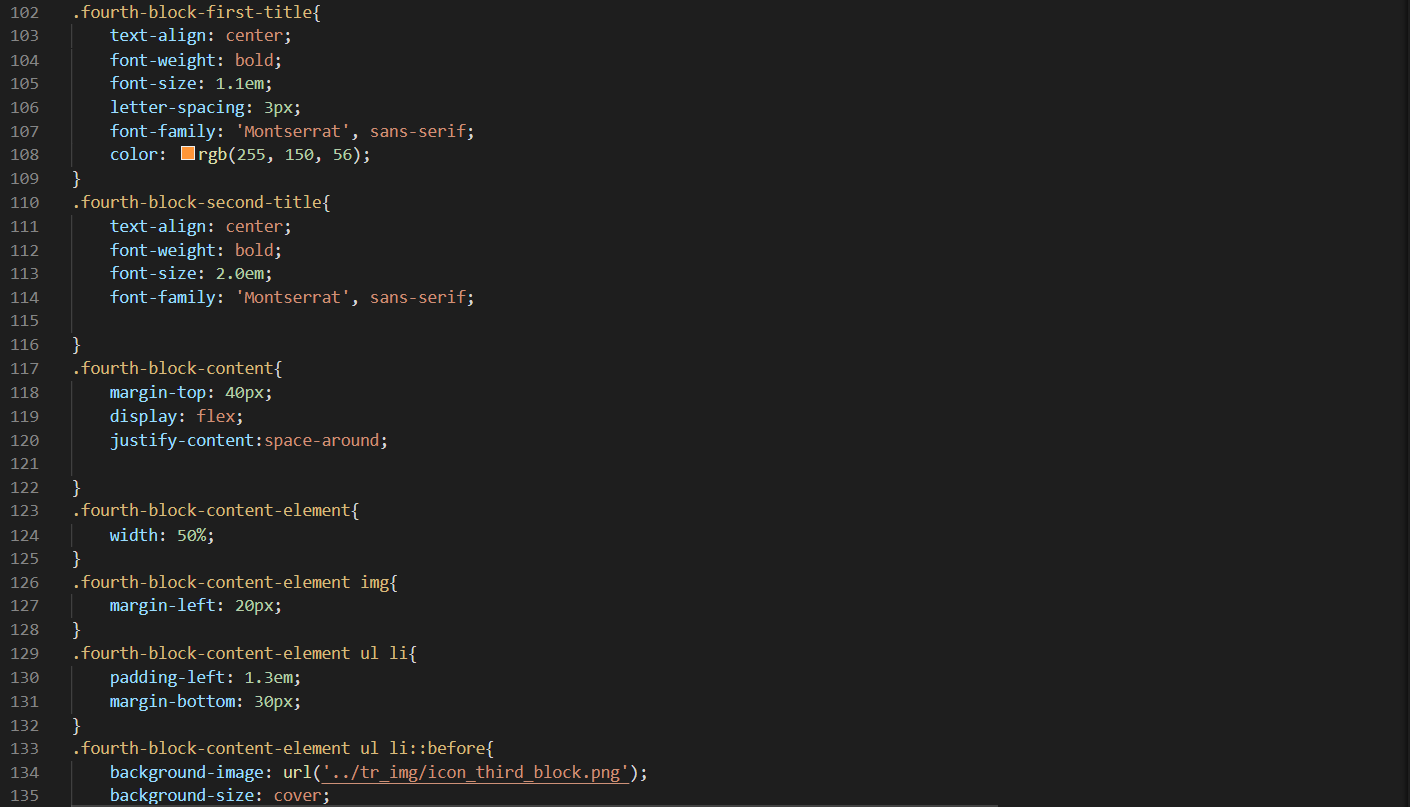 102 .fourth-block-first-title{
103 text-align: center;
104 font-weight: bold;
105 font-size: 1.1em;
106 letter-spacing: 3px;
107 font-family: 'Montserrat', sans-serif;
108 color: rgb(255, 150, 56);
109 }
110 .fourth-block-second-title{
111 text-align: center;
112 font-weight: bold;
113 font-size: 2.0em;
114 font-family: 'Montserrat', sans-serif;
115
116 }
117 .fourth-block-content{
118 margin-top: 40px;
119 display: flex;
120 justify-content:space-around;
121
122 }
123 .fourth-block-content-element{
124 width: 50%;
125 }
126 .fourth-block-content-element img{
127 margin-left: 20px;
128 }
129 .fourth-block-content-element ul li{
130 padding-left: 1.3em;
131 margin-bottom: 30px;
132 }
133 .fourth-block-content-element ul li::before{
134 background-image: url('../tr_img/icon_third_block.png');
135 background-size: cover;